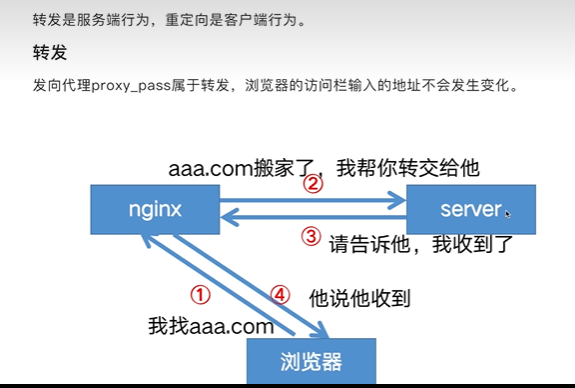 转发是服务端行为，重定向是客户端行为。
转发
发向代理proxy_pass属于转发，浏览器的访问栏输入的地址不会发生变化。
aaa.com搬家了，我帮你转交给他
②
nginx
server
③
请告诉他，我收到了
①
④
他说他收到
我找aaa.com
浏览器